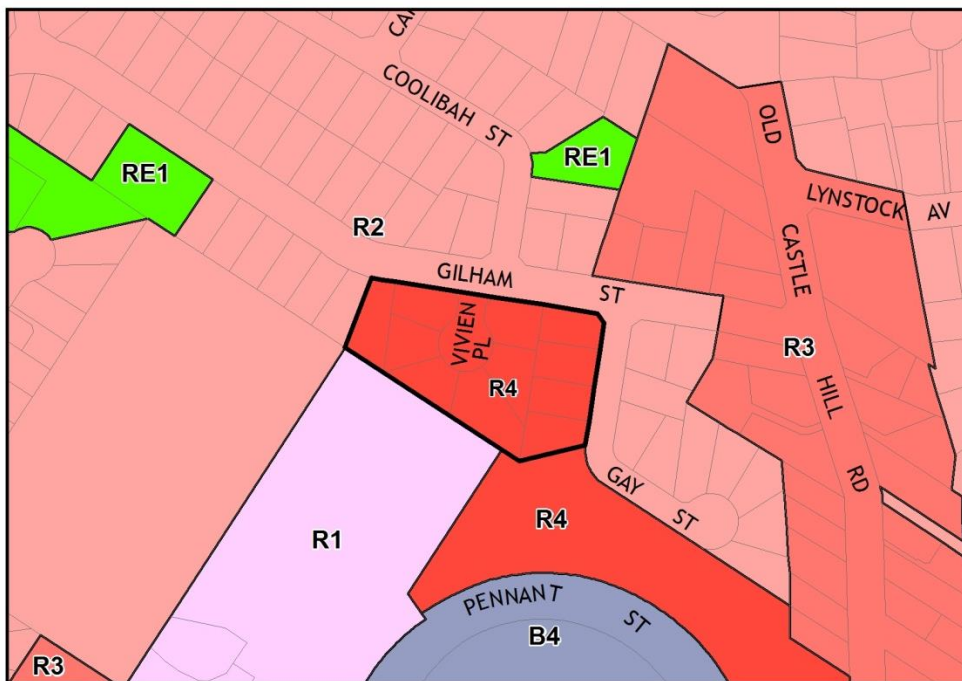 COOLIBAH ST
RE1
RE1
OLD CASTLE HILL RD
LYNSTOCK AV
R2
GILHAM ST
VIVIEN PL
R3
R4
GAY ST
R4
R1
PENNANT ST
B4
R3